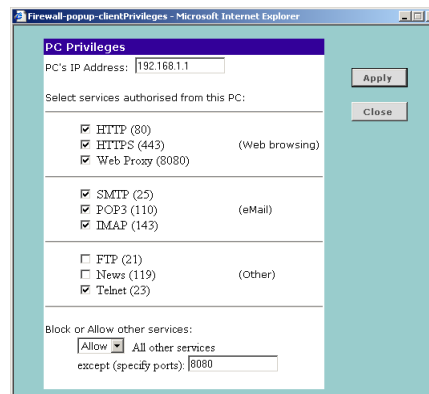 Firewall-popup-clientPrivileges - Microsoft Internet Explorer
PC Privileges
PC's IP Address: 192.168.1.1
Apply
Select services authorised from this PC:
Close
HTTP (80)
HTTPS (443) (Web browsing)
Web Proxy (8080)
SMTP (25)
POP3 (110) (eMail)
IMAP (143)
FTP (21)
News (119) (Other)
Telnet (23)
Block or Allow other services:
Allow All other services
except (specify ports): 8080